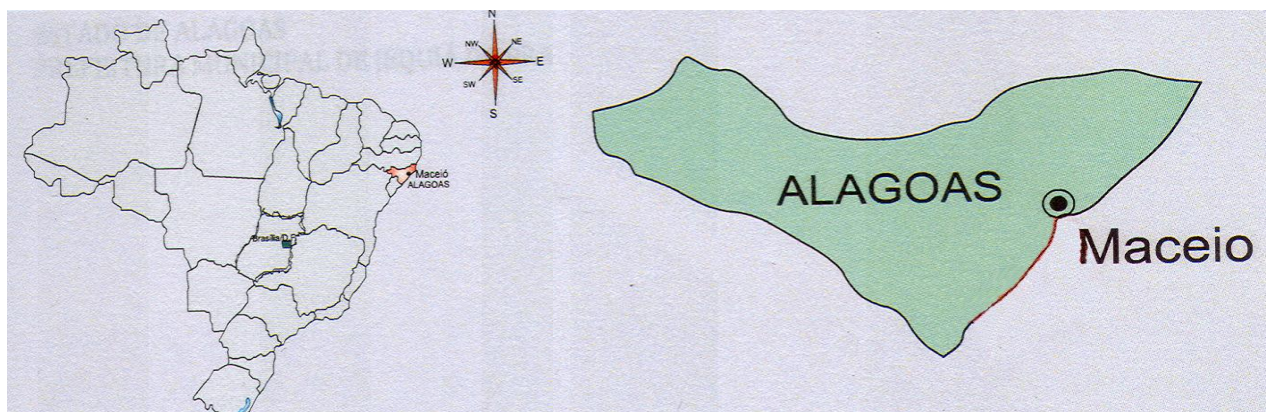 N
NW NE
W E
SW SE
S
Maceió
ALAGOAS
Brasília/D.F
ALAGOAS
Maceio